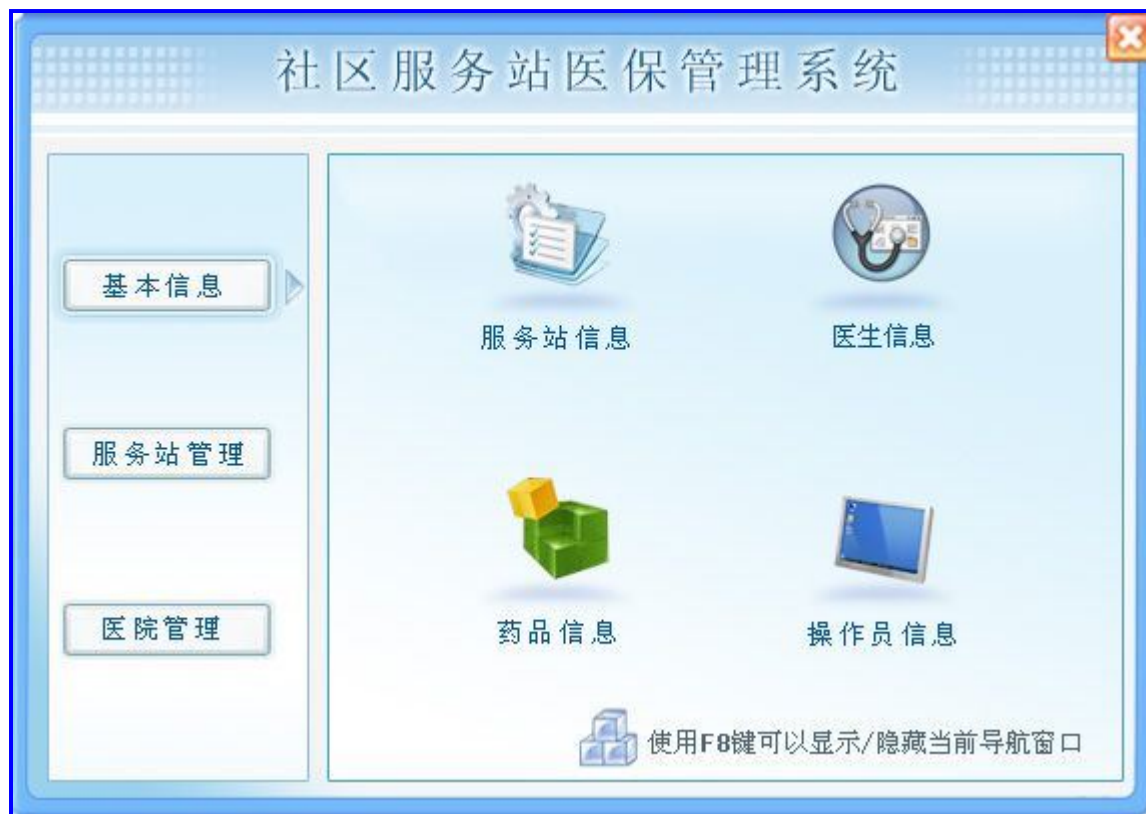 社区服务站医保管理系统
基本信息
服务站管理
医院管理
服务站信息
医生信息
药品信息
操作员信息
使用F8键可以显示/隐藏当前导航窗口